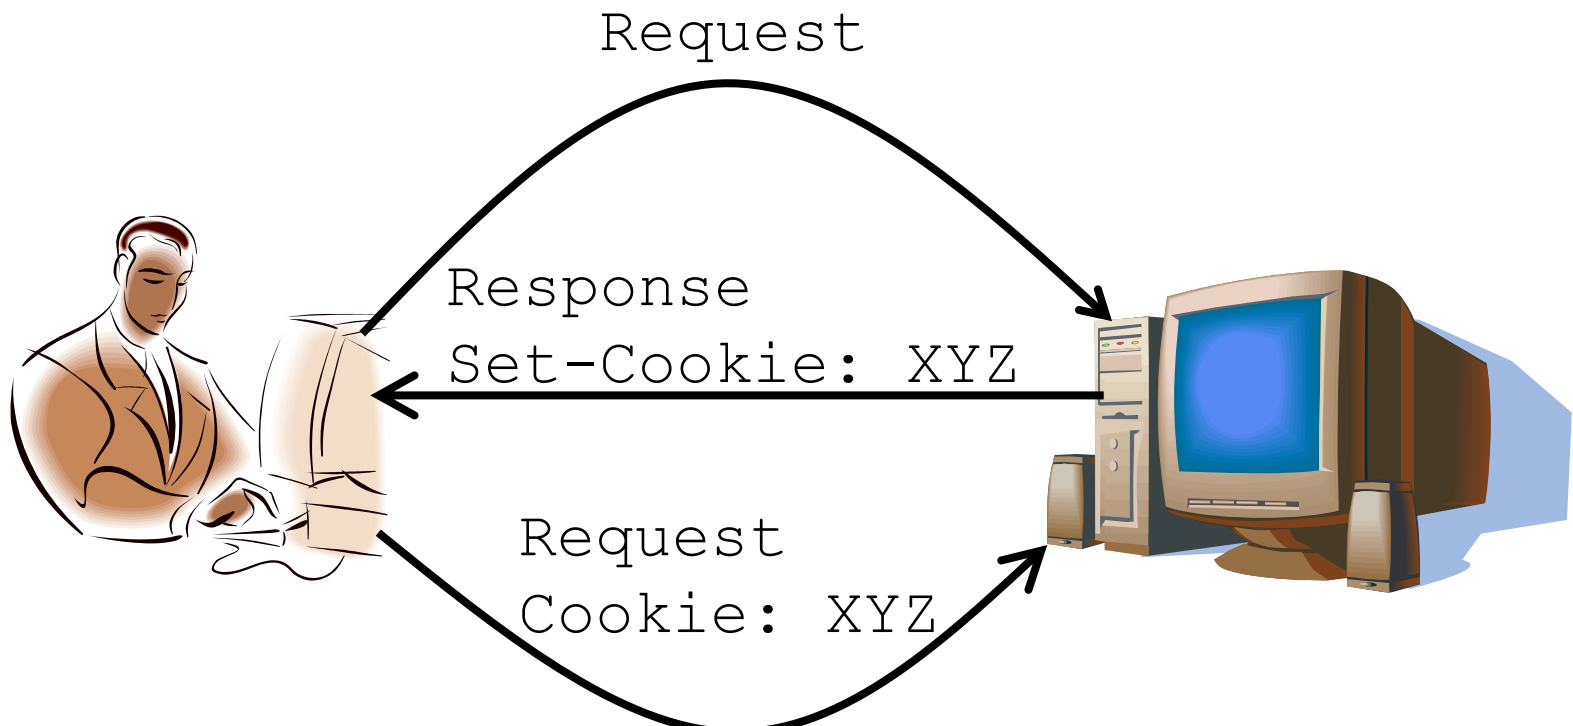 Request
Response
Set-Cookie: XYZ
Request
Cookie: XYZ